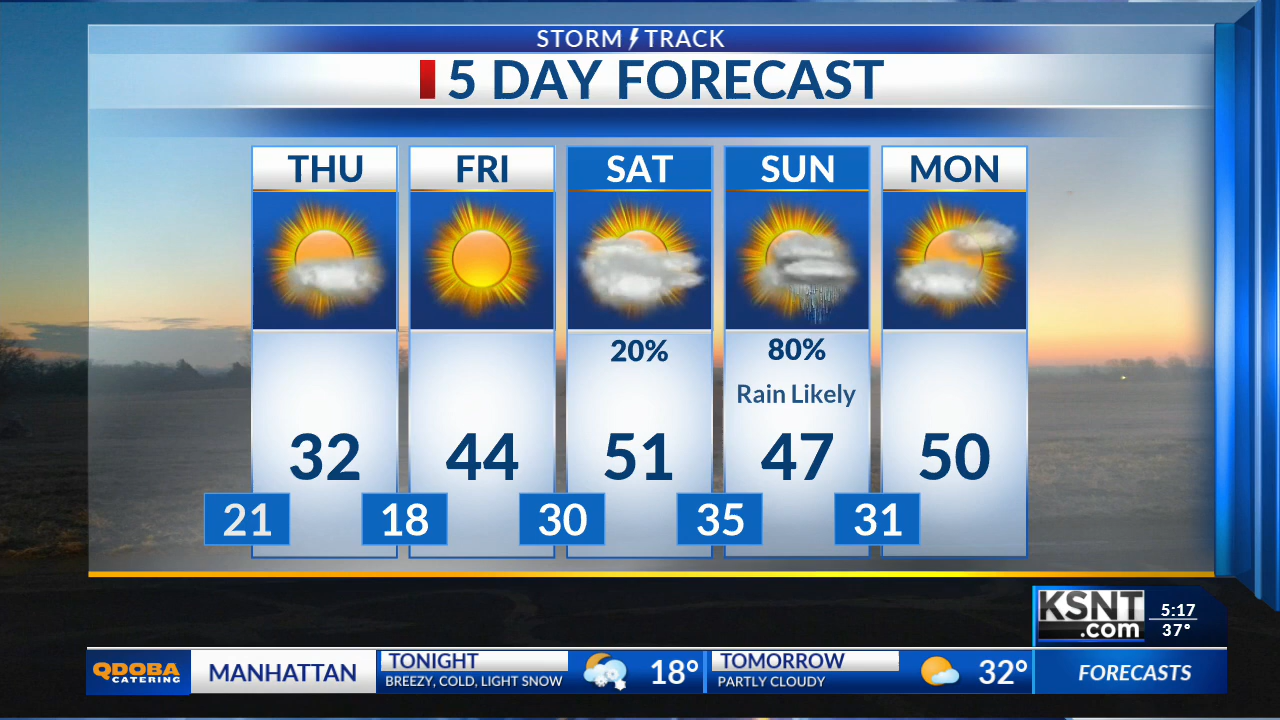 STORM TRACK
5 DAY FORECAST
THU FRI SAT SUN MON
20% 80%
Rain Likely
32 44 51 47 50
21 18 30 35 31
KSNT
.com
5:17
37°
QDOBA
CATERING
MANHATTAN
TONIGHT
BREEZY, COLD, LIGHT SNOW
18°
TOMORROW
PARTLY CLOUDY
32°
FORECASTS